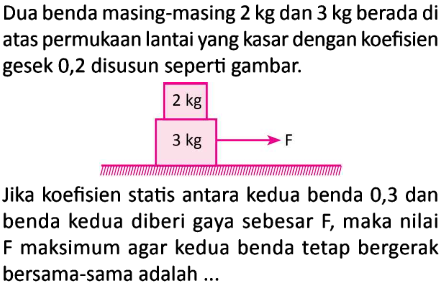 Dua benda masing-masing 2 kg dan 3 kg berada di
atas permukaan lantai yang kasar dengan koefisien
gesek 0,2 disusun seperti gambar.
2 kg
3 kg
F
Jika koefisien statis antara kedua benda 0,3 dan
benda kedua diberi gaya sebesar F, maka nilai
F maksimum agar kedua benda tetap bergerak
bersama-sama adalah ...